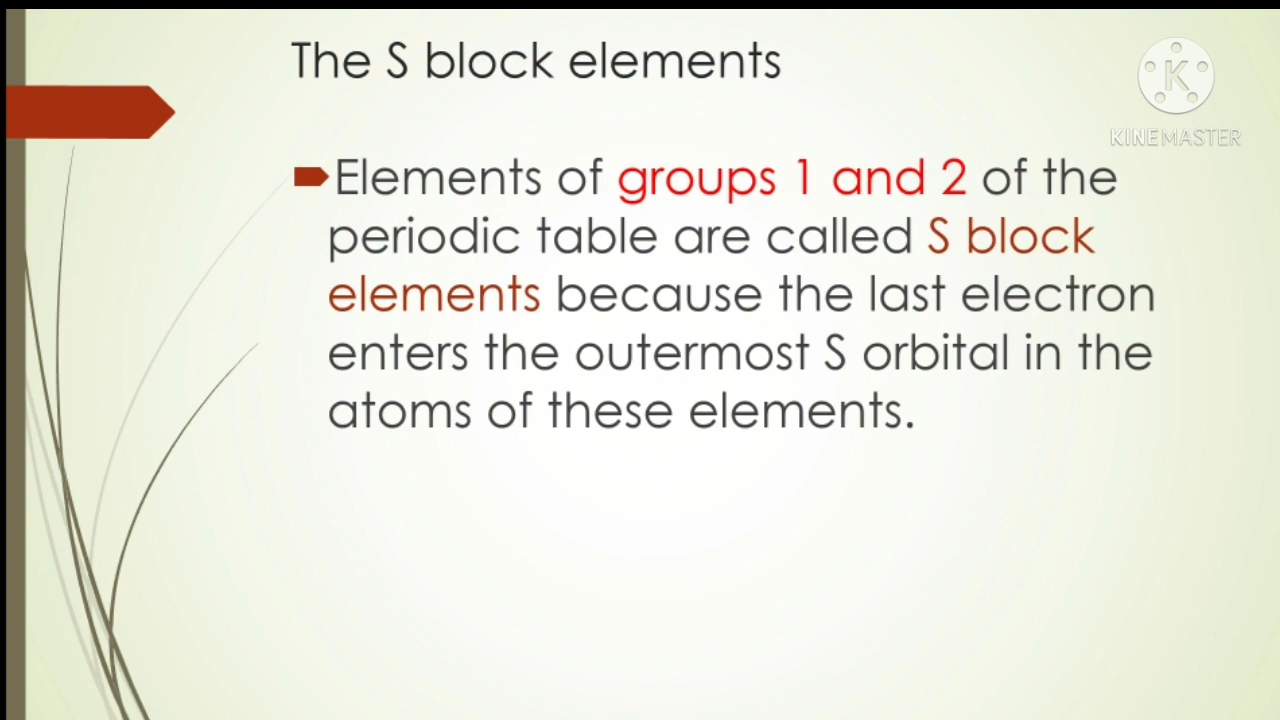 The S block elements
K
KINEMASTER
Elements of groups 1 and 2 of the
periodic table are called S block
elements because the last electron
enters the outermost S orbital in the
atoms of these elements.